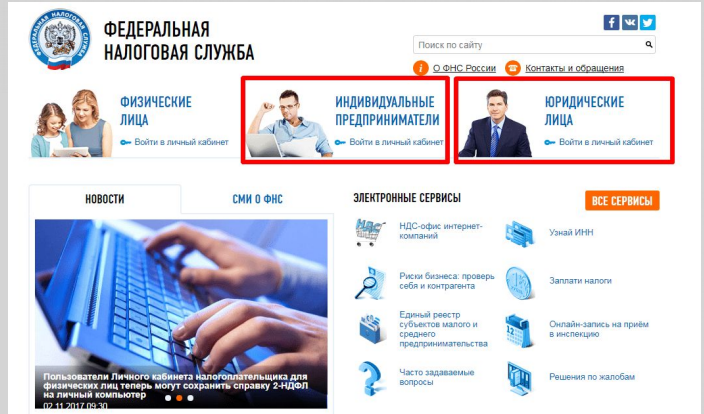 ФЕДЕРАЛЬНАЯ
НАЛОГОВАЯ СЛУЖБА
Поиск по сайту
О ФНС России
Контакты и обращения
ФИЗИЧЕСКИЕ
ЛИЦА
Войти в личный кабинет
ИНДИВИДУАЛЬНЫЕ
ПРЕДПРИНИМАТЕЛИ
Войти в личный кабинет
ЮРИДИЧЕСКИЕ
ЛИЦА
Войти в личный кабинет
НОВОСТИ
СМИ О ФНС
Пользователи Личного кабинета налогоплательщика для
физических лиц теперь могут сохранить справку 2-НДФЛ
на личный компьютер
02.11.2017 09:30
ЭЛЕКТРОННЫЕ СЕРВИСЫ
ВСЕ СЕРВИСЫ
НДС
НДС-офис интернет-
компаний
Узнай ИНН
Риски бизнеса: проверь
себя и контрагента
Заплати налоги
Единый реестр
субъектов малого и
среднего
предпринимательства
Онлайн-запись на приём
в инспекцию
Часто задаваемые
вопросы
Решения по жалобам